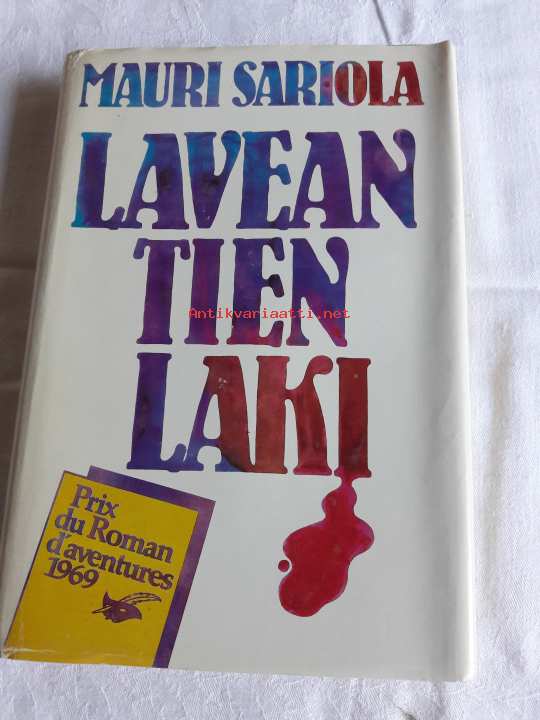 MAURI SARIOLA
LAVEAN
TIEN
Antikvariaatti.net
LAKI
Prix
du Roman
d'aventures
1969